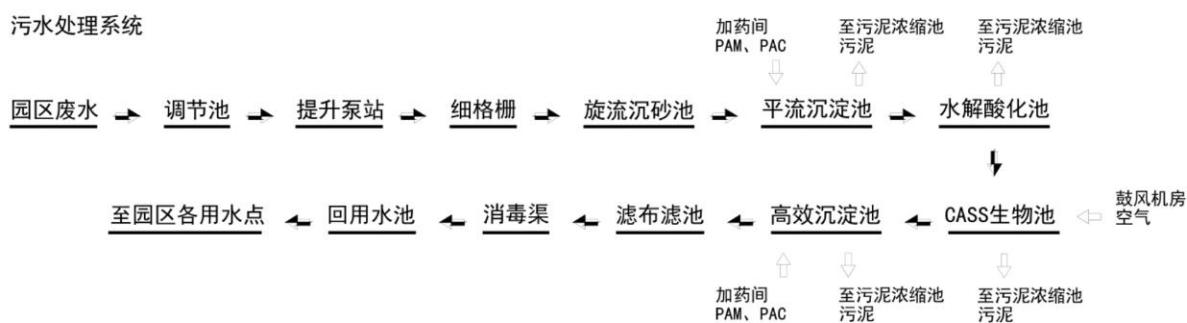 污水处理系统
加药间
PAM、PAC
至污泥浓缩池
污泥
至污泥浓缩池
污泥
园区废水
调节池
提升泵站
细格栅
旋流沉砂池
平流沉淀池
水解酸化池
至园区各用水点
回用水池
消毒渠
滤布滤池
高效沉淀池
CASS生物池
鼓风机房
空气
加药间
PAM、PAC
至污泥浓缩池
污泥
至污泥浓缩池
污泥